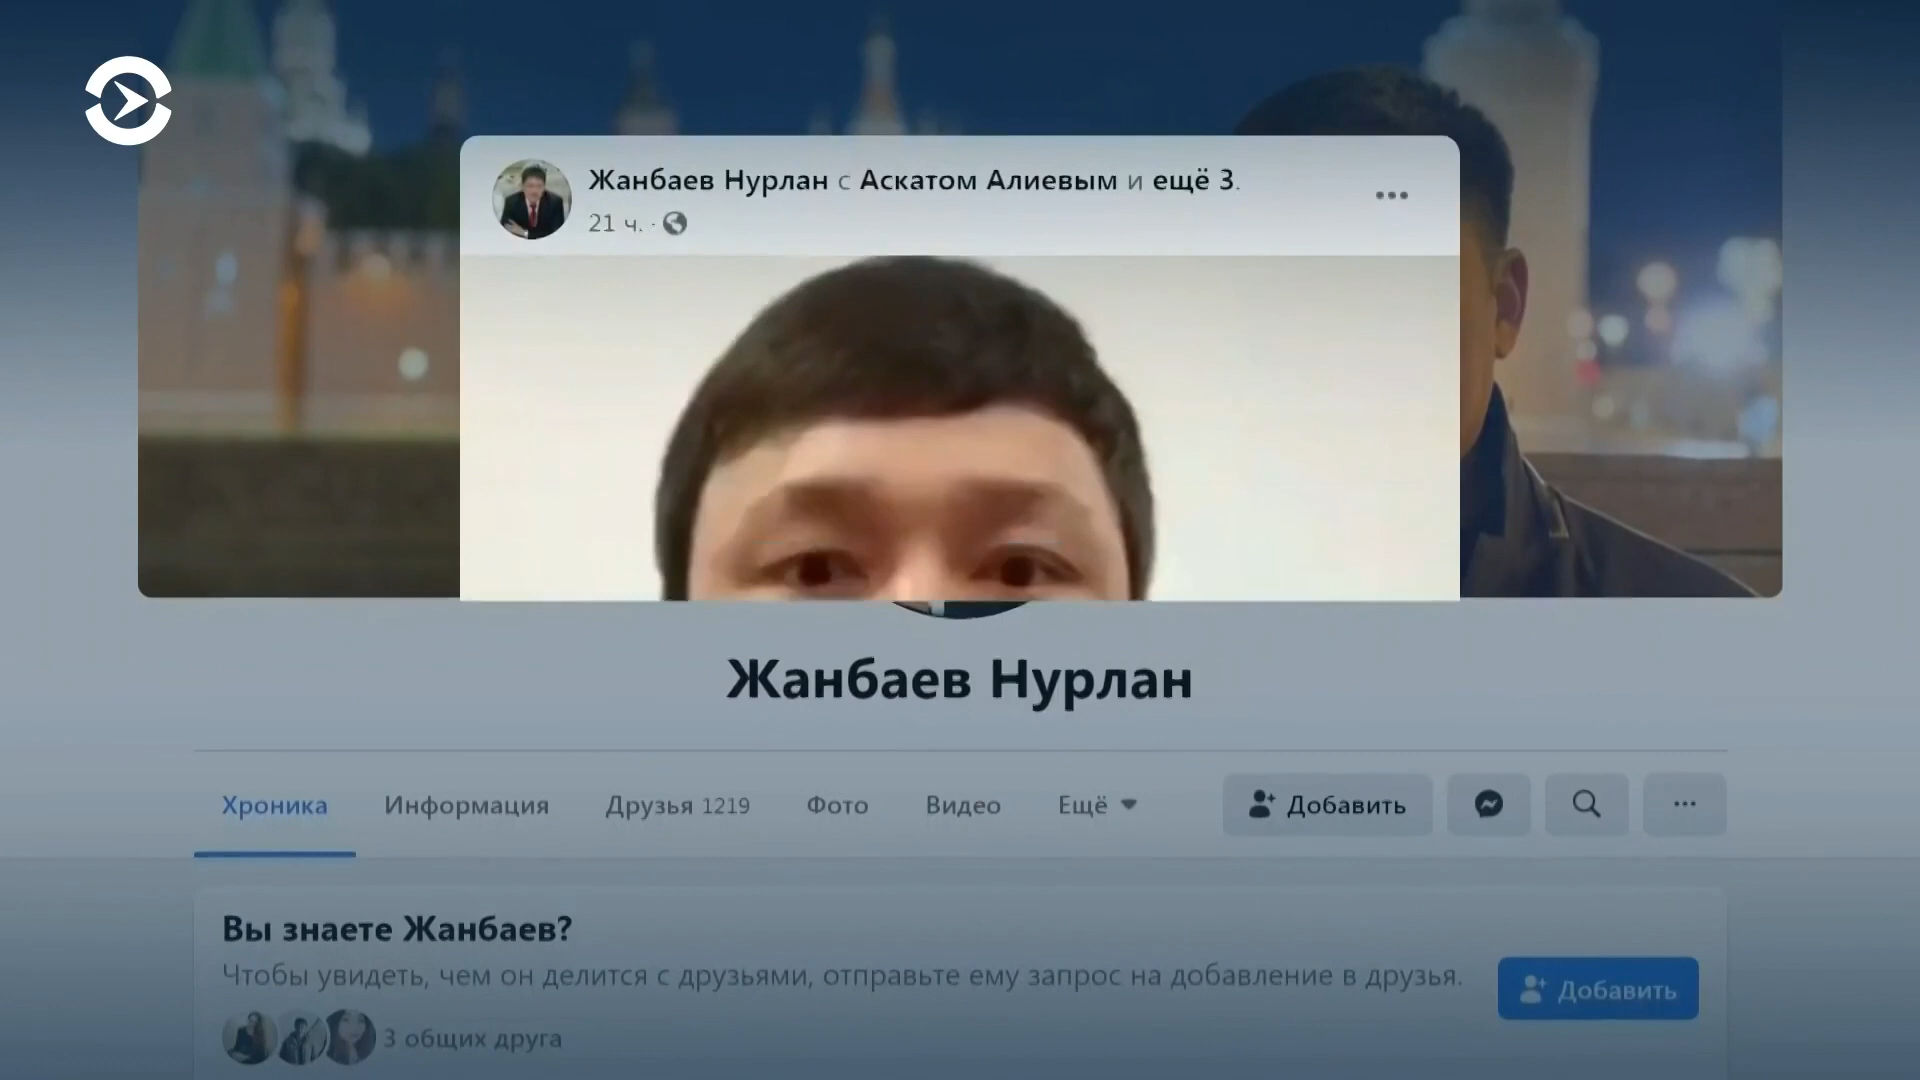 Жанбаев Нурлан с Аскатом Алиевым и ещё 3.
21 ч. ·
Жанбаев Нурлан
Хроника Информация Друзья 1219 Фото Видео Ещё Добавить
Вы знаете Жанбаев?
Чтобы увидеть, чем он делится с друзьями, отправьте ему запрос на добавление в друзья.
Добавить
3 общих друга